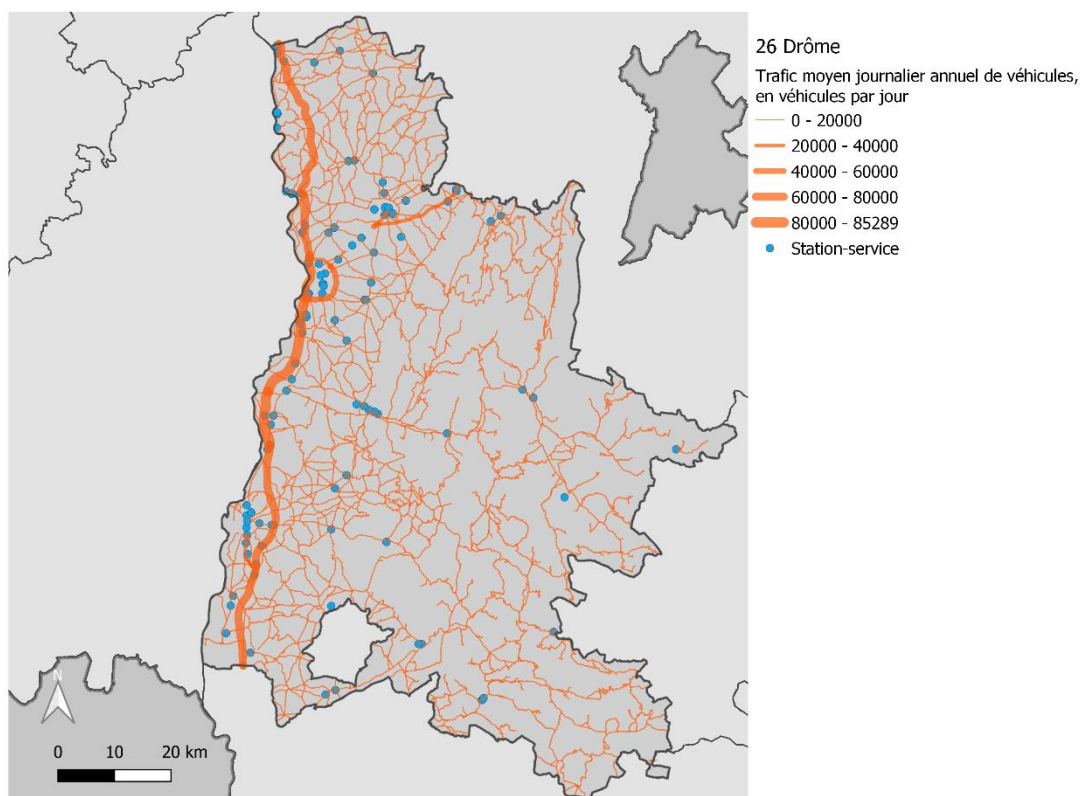 26 Drôme
Trafic moyen journalier annuel de véhicules,
en véhicules par jour
0 - 20000
20000 - 40000
40000 - 60000
60000 - 80000
80000 - 85289
Station-service
N
0 10 20 km